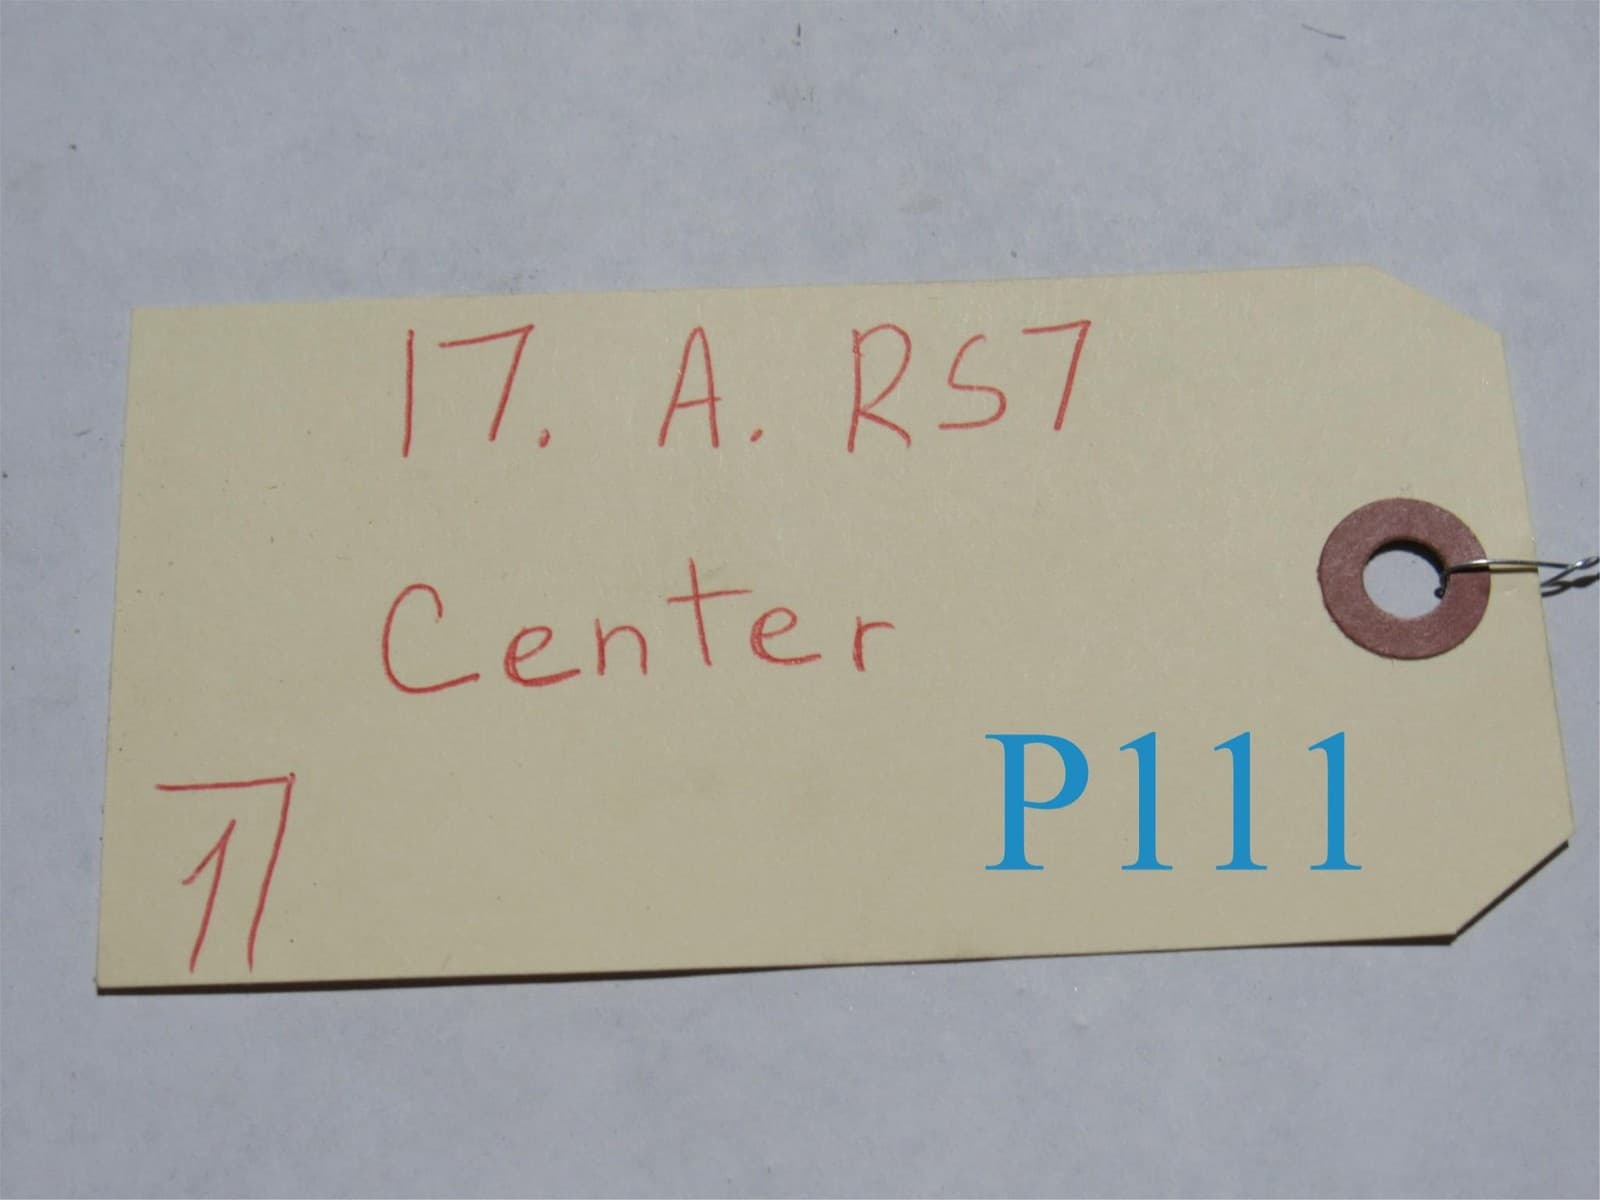 17. A. RS7
Center
P111
17